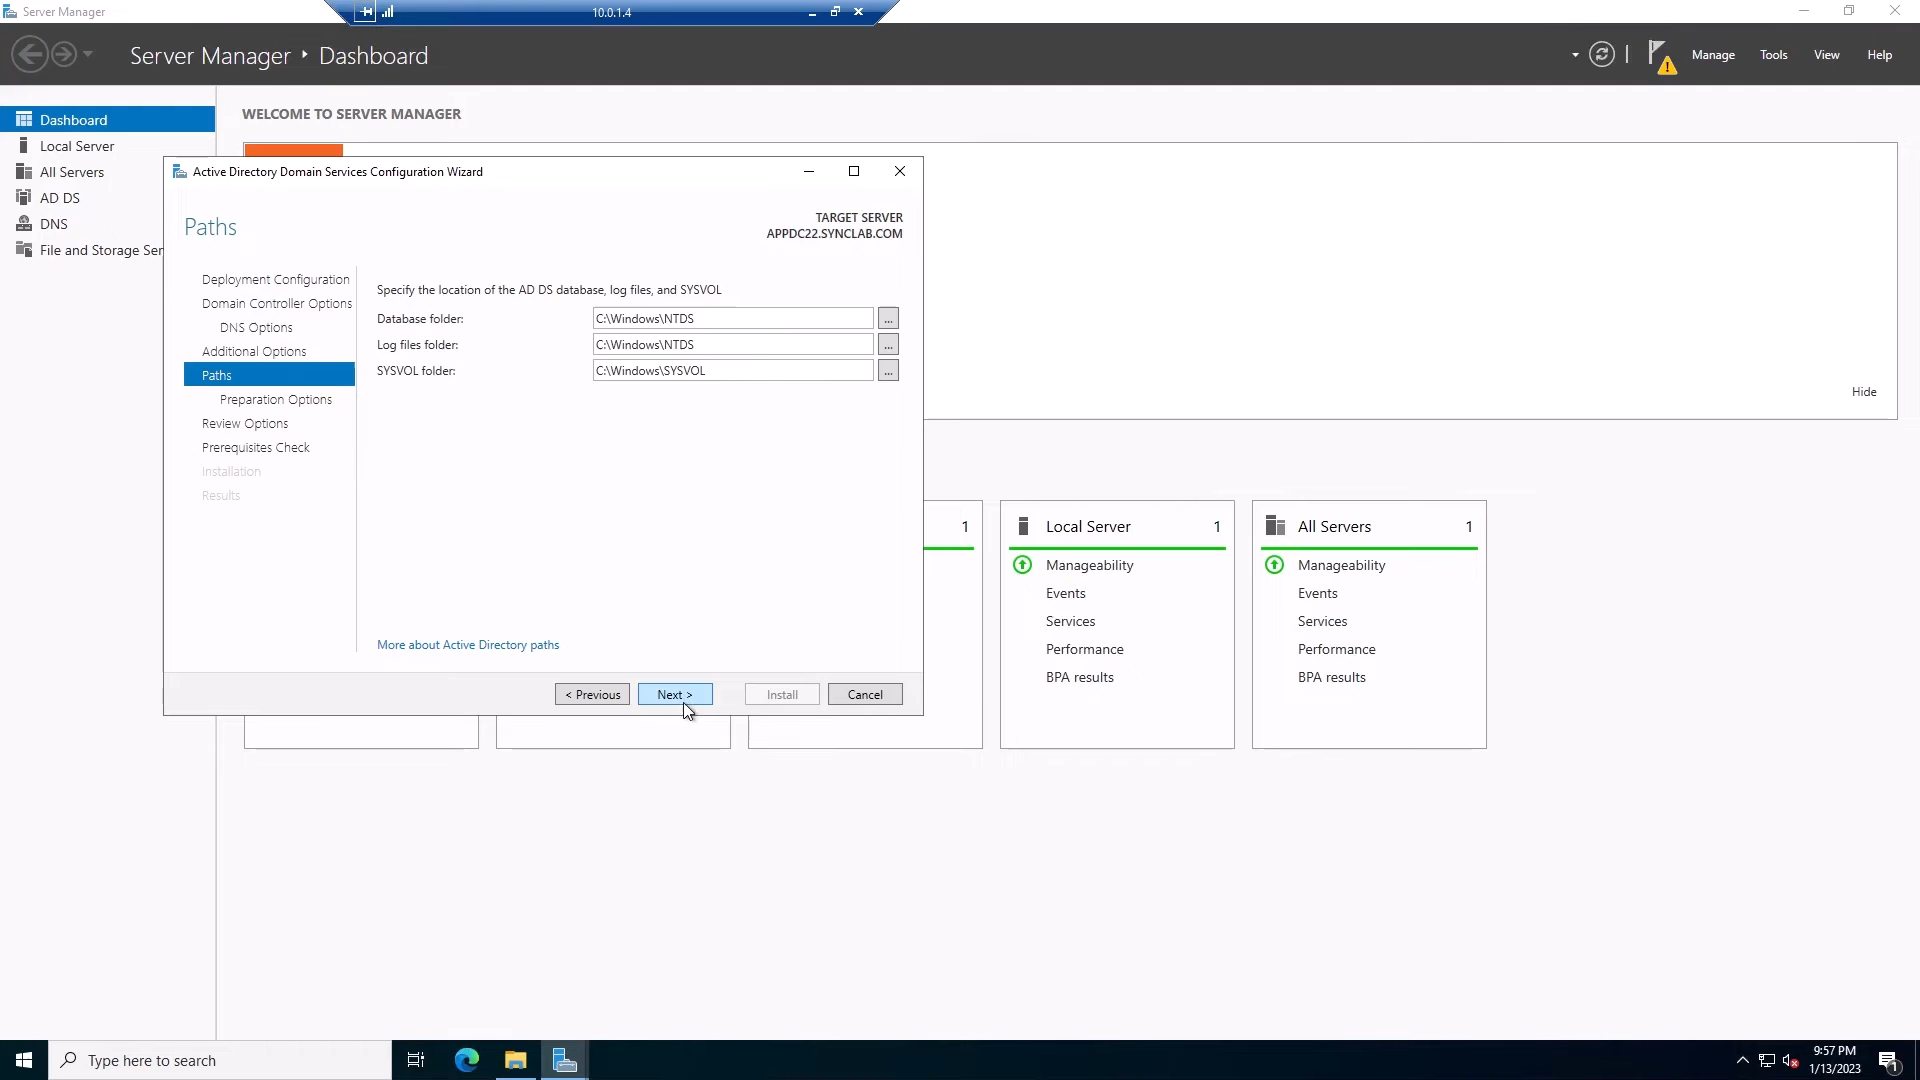 Server Manager
10.0.1.4
Server Manager ‣ Dashboard
Manage
Tools
View
Help
Dashboard
Local Server
All Servers
AD DS
DNS
File and Storage Ser
WELCOME TO SERVER MANAGER
Active Directory Domain Services Configuration Wizard
Paths
TARGET SERVER
APPDC22.SYNCLAB.COM
Deployment Configuration
Domain Controller Options
DNS Options
Additional Options
Paths
Preparation Options
Review Options
Prerequisites Check
Installation
Results
Specify the location of the AD DS database, log files, and SYSVOL
Database folder:
C:\Windows\NTDS
...
Log files folder:
C:\Windows\NTDS
...
SYSVOL folder:
C:\Windows\SYSVOL
...
More about Active Directory paths
< Previous
Next >
Install
Cancel
Hide
1
Local Server 1
Manageability
Events
Services
Performance
BPA results
All Servers 1
Manageability
Events
Services
Performance
BPA results
Type here to search
9:57 PM
1/13/2023
1